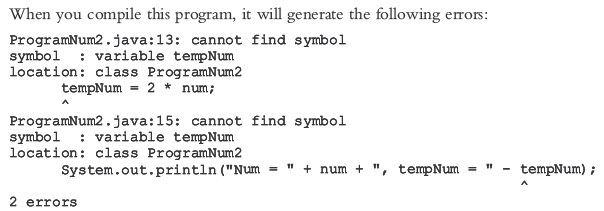 When you compile this program, it will generate the following errors:
ProgramNum2.java:13: cannot find symbol
symbol  : variable tempNum
location: class ProgramNum2
      tempNum = 2 * num;
      ^
ProgramNum2.java:15: cannot find symbol
symbol  : variable tempNum
location: class ProgramNum2
      System.out.println("Num = " + num + ", tempNum = " - tempNum);
                                                           ^
2 errors